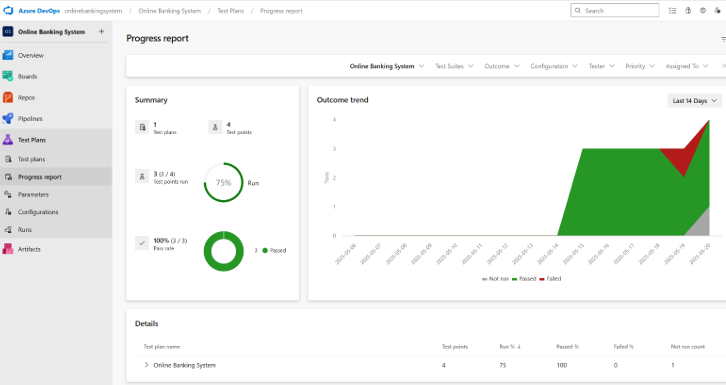 Azure DevOps onlinebankingsystem / Online Banking System / Test Plans / Progress report
Search
OS Online Banking System +
Overview
Boards
Repos
Pipelines
Test Plans
Test plans
Progress report
Parameters
Configurations
Runs
Artifacts
Progress report
Online Banking System Test Suites Outcome Configuration Tester Priority Assigned To
Summary
1
Test plans
4
Test points
3 (3 / 4)
Test points run
75%
Run
100% (3 / 3)
Pass rate
3 Passed
Outcome trend
Last 14 Days
4
3
2
1
0
Tests
2025-05-06
2025-05-07
2025-05-08
2025-05-09
2025-05-10
2025-05-11
2025-05-12
2025-05-13
2025-05-14
2025-05-15
2025-05-16
2025-05-17
2025-05-18
2025-05-19
2025-05-20
Not run Passed Failed
Details
Test plan name Test points Run % ↓ Passed % Failed % Not run count
Online Banking System 4 75 100 0 1